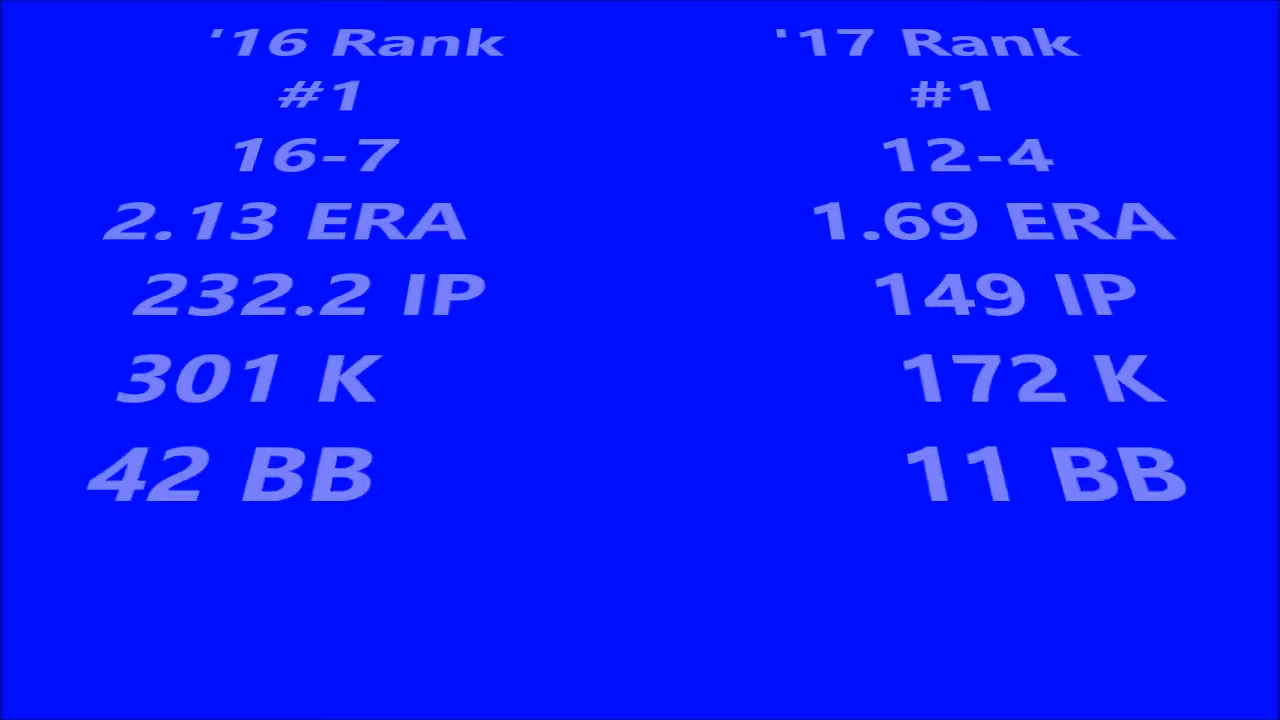 '16 Rank
#1
16-7
2.13 ERA
232.2 IP
301 K
42 BB
'17 Rank
#1
12-4
1.69 ERA
149 IP
172 K
11 BB